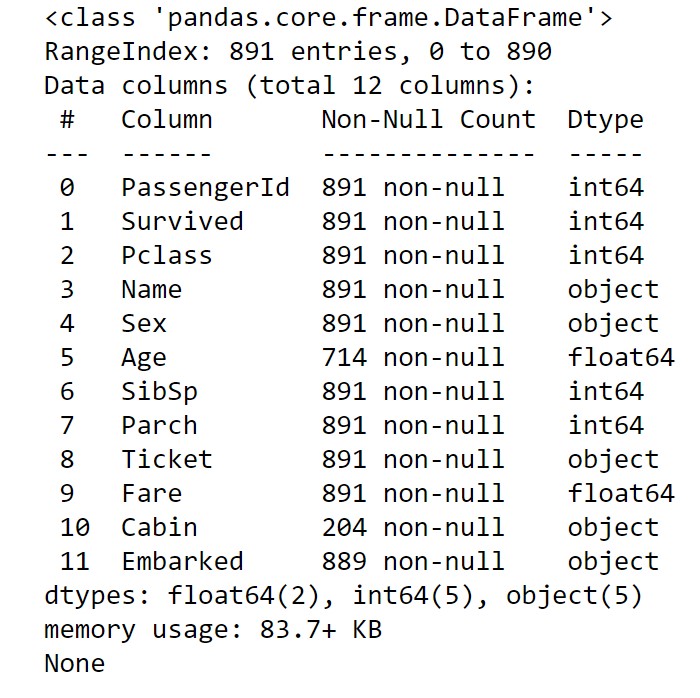 <class 'pandas.core.frame.DataFrame'>
RangeIndex: 891 entries, 0 to 890
Data columns (total 12 columns):
 #   Column       Non-Null Count  Dtype
---  ------       --------------  -----
 0   PassengerId  891 non-null    int64
 1   Survived     891 non-null    int64
 2   Pclass       891 non-null    int64
 3   Name         891 non-null    object
 4   Sex          891 non-null    object
 5   Age          714 non-null    float64
 6   SibSp        891 non-null    int64
 7   Parch        891 non-null    int64
 8   Ticket       891 non-null    object
 9   Fare         891 non-null    float64
 10  Cabin        204 non-null    object
 11  Embarked     889 non-null    object
dtypes: float64(2), int64(5), object(5)
memory usage: 83.7+ KB
None